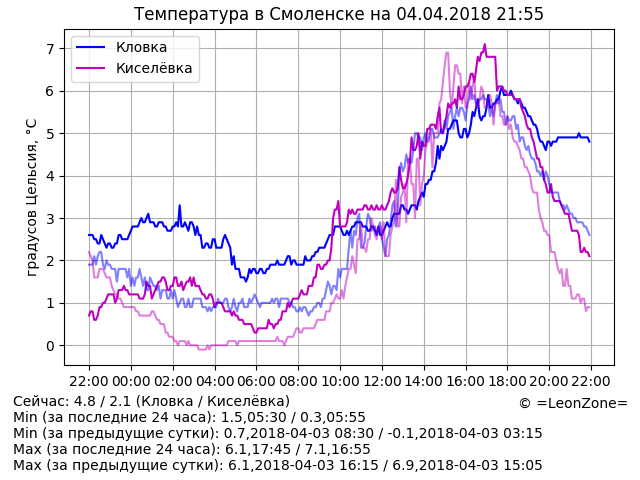 Температура в Смоленске на 04.04.2018 21:55
градусов Цельсия, °C
7
6
5
4
3
2
1
0
Кловка
Киселёвка
22:00 00:00 02:00 04:00 06:00 08:00 10:00 12:00 14:00 16:00 18:00 20:00 22:00
Сейчас: 4.8 / 2.1 (Кловка / Киселёвка)
© =LeonZone=
Min (за последние 24 часа): 1.5,05:30 / 0.3,05:55
Min (за предыдущие сутки): 0.7,2018-04-03 08:30 / -0.1,2018-04-03 03:15
Max (за последние 24 часа): 6.1,17:45 / 7.1,16:55
Max (за предыдущие сутки): 6.1,2018-04-03 16:15 / 6.9,2018-04-03 15:05